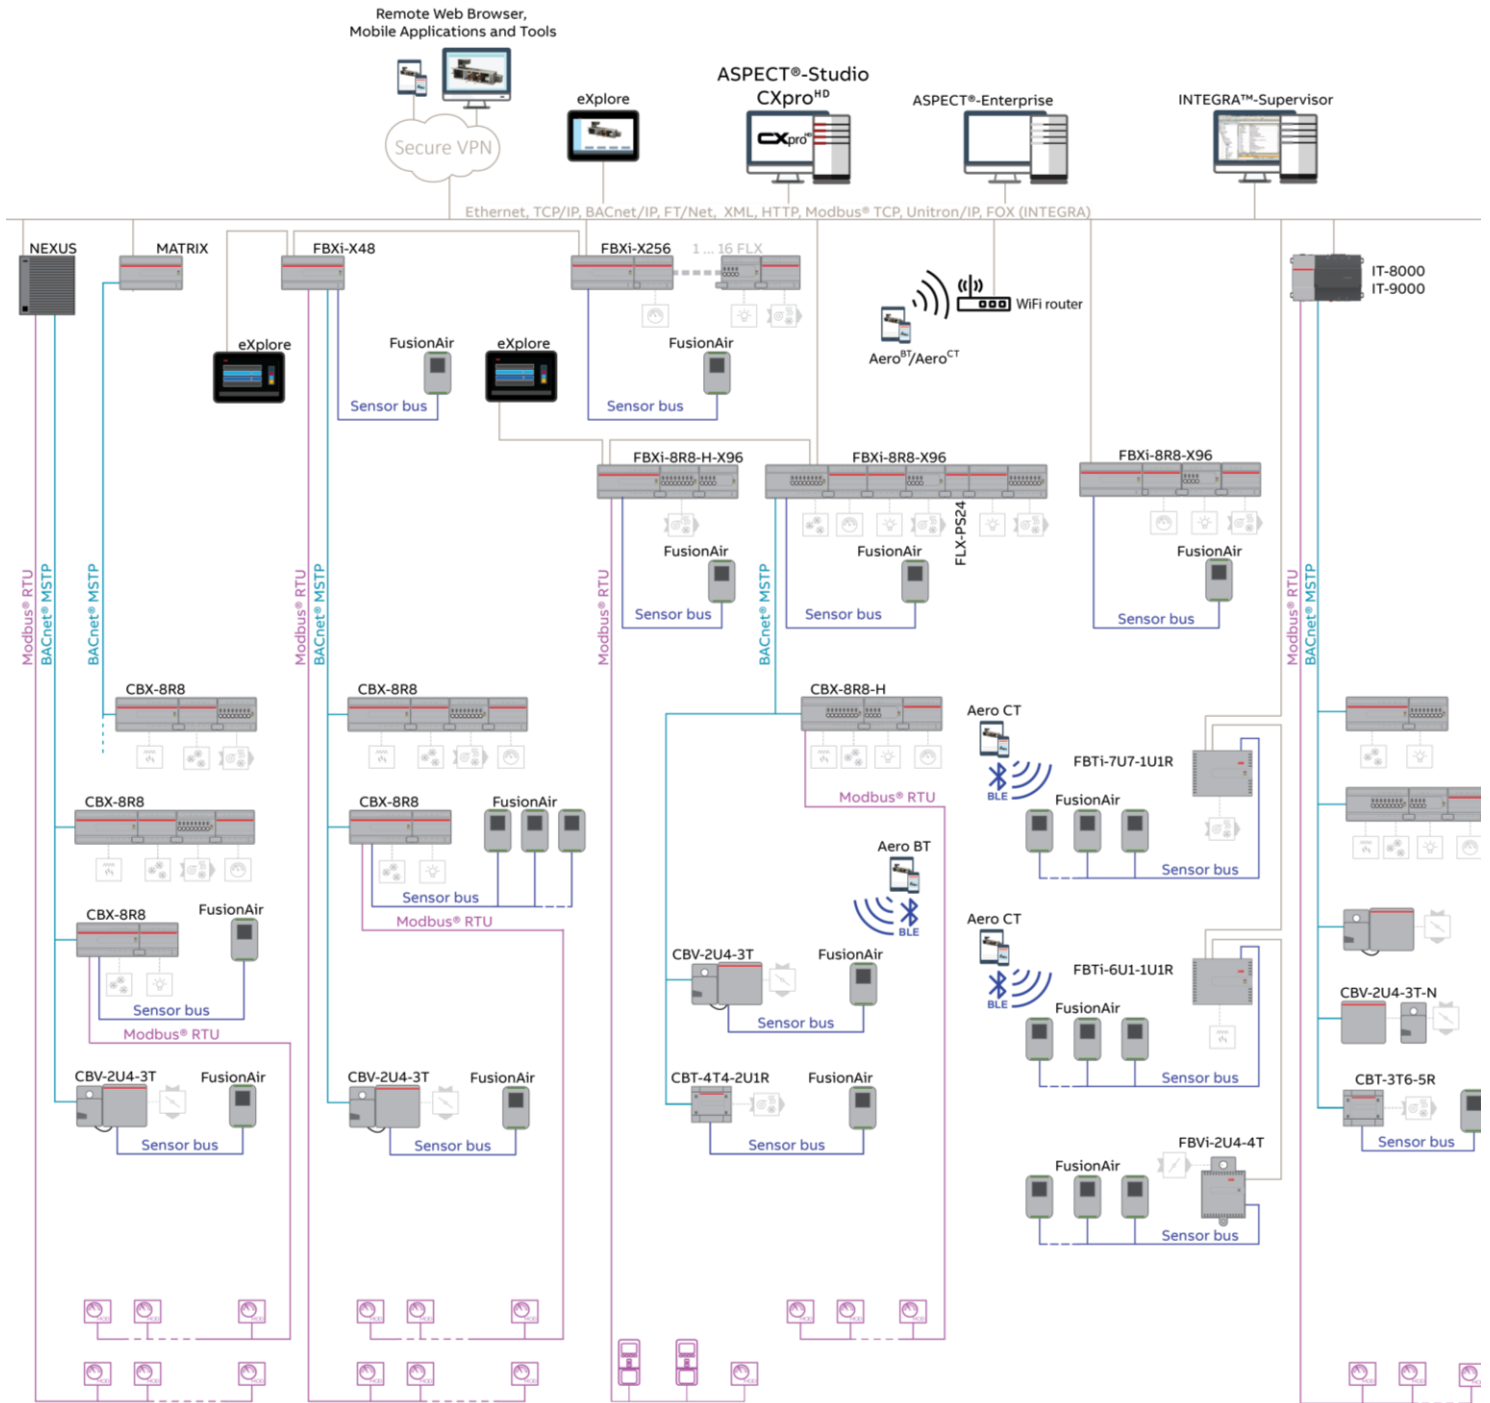 Remote Web Browser,
Mobile Applications and Tools
Secure VPN
eXplore
ASPECT®-Studio
CXpro^HD
CXpro^HD
ASPECT®-Enterprise
INTEGRA™-Supervisor
Ethernet, TCP/IP, BACnet/IP, FT/Net, XML, HTTP, Modbus® TCP, Unitron/IP, FOX (INTEGRA)
NEXUS
MATRIX
FBXi-X48
FBXi-X256
1 ... 16 FLX
WiFi router
Aero^BT/Aero^CT
IT-8000
IT-9000
eXplore
FusionAir
Sensor bus
eXplore
FusionAir
Sensor bus
FBXi-8R8-H-X96
FBXi-8R8-X96
FBXi-8R8-X96
FLX-PS24
FusionAir
Sensor bus
FusionAir
Sensor bus
FusionAir
Sensor bus
Modbus® RTU
BACnet® MSTP
BACnet® MSTP
Modbus® RTU
BACnet® MSTP
Modbus® RTU
BACnet® MSTP
Modbus® RTU
BACnet® MSTP
CBX-8R8
CBX-8R8
CBX-8R8-H
Modbus® RTU
Aero CT
BLE
FBTi-7U7-1U1R
FusionAir
Sensor bus
CBX-8R8
CBX-8R8
FusionAir
Sensor bus
Modbus® RTU
Aero BT
BLE
CBX-8R8
FusionAir
Sensor bus
Modbus® RTU
CBV-2U4-3T
FusionAir
Sensor bus
Aero CT
BLE
FBTi-6U1-1U1R
FusionAir
Sensor bus
CBV-2U4-3T-N
CBV-2U4-3T
FusionAir
Sensor bus
CBV-2U4-3T
FusionAir
Sensor bus
CBT-4T4-2U1R
FusionAir
Sensor bus
CBT-3T6-5R
Sensor bus
FBVi-2U4-4T
FusionAir
Sensor bus